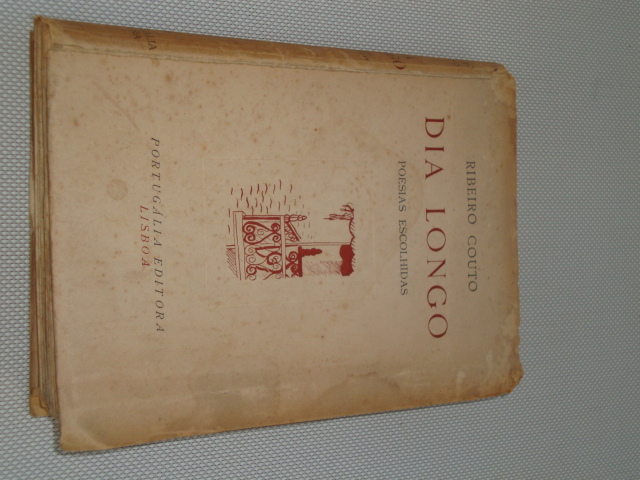 RIBEIRO COUTO
DIA LONGO
POESIAS ESCOLHIDAS
PORTUGÁLIA EDITORA
LISBOA